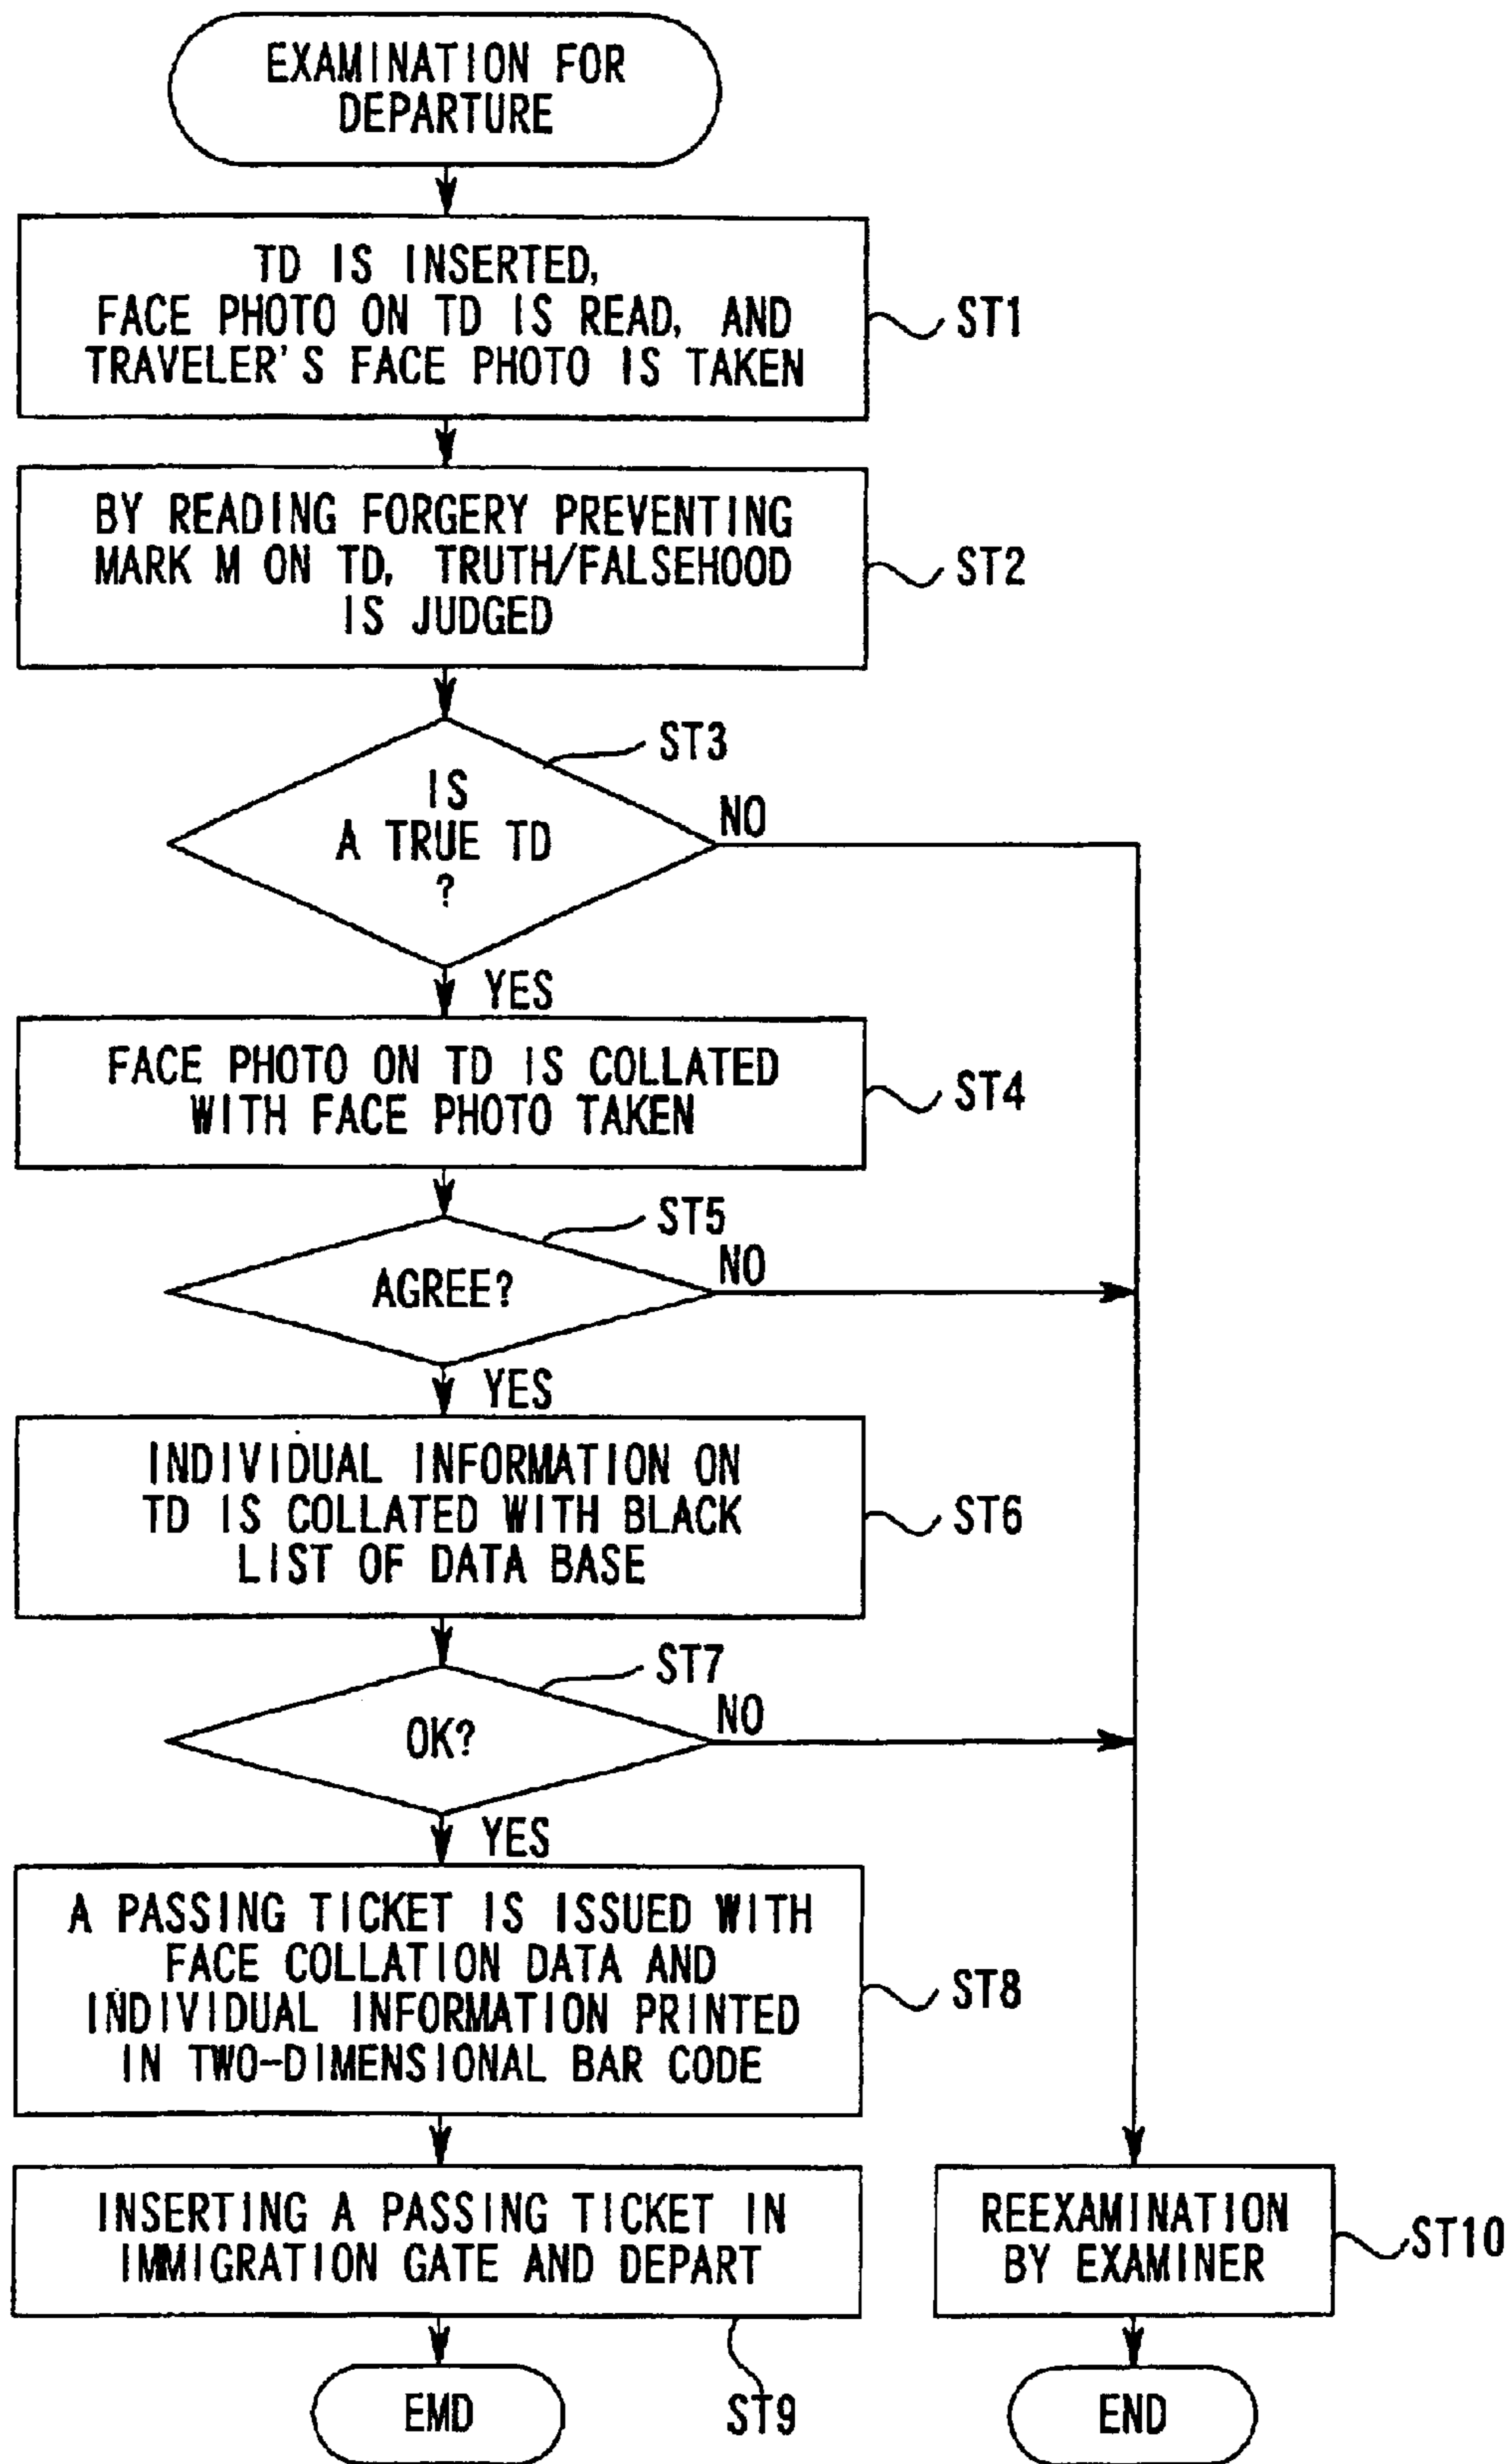 EXAMINATION FOR
DEPARTURE
TD IS INSERTED,
FACE PHOTO ON TD IS READ, AND
TRAVELER'S FACE PHOTO IS TAKEN
ST1
BY READING FORGERY PREVENTING
MARK M ON TD, TRUTH/FALSEHOOD
IS JUDGED
ST2
ST3
IS
A TRUE TD
?
NO
YES
FACE PHOTO ON TD IS COLLATED
WITH FACE PHOTO TAKEN
ST4
ST5
AGREE?
NO
YES
INDIVIDUAL INFORMATION ON
TD IS COLLATED WITH BLACK
LIST OF DATA BASE
ST6
ST7
OK?
NO
YES
A PASSING TICKET IS ISSUED WITH
FACE COLLATION DATA AND
INDIVIDUAL INFORMATION PRINTED
IN TWO-DIMENSIONAL BAR CODE
ST8
INSERTING A PASSING TICKET IN
IMMIGRATION GATE AND DEPART
ST9
EMD
REEXAMINATION
BY EXAMINER
ST10
END